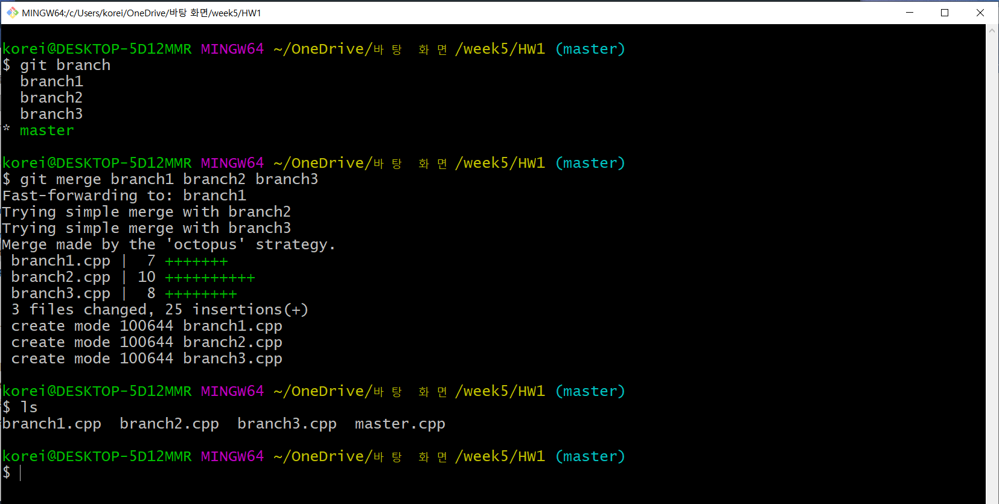 MINGW64:/c/Users/korei/OneDrive/바탕 화면/week5/HW1
korei@DESKTOP-5D12MMR MINGW64 ~/OneDrive/바탕 화면/week5/HW1 (master)
$ git branch
  branch1
  branch2
  branch3
* master
korei@DESKTOP-5D12MMR MINGW64 ~/OneDrive/바탕 화면/week5/HW1 (master)
$ git merge branch1 branch2 branch3
Fast-forwarding to: branch1
Trying simple merge with branch2
Trying simple merge with branch3
Merge made by the 'octopus' strategy.
 branch1.cpp |  7 +++++++
 branch2.cpp | 10 ++++++++++
 branch3.cpp |  8 ++++++++
 3 files changed, 25 insertions(+)
 create mode 100644 branch1.cpp
 create mode 100644 branch2.cpp
 create mode 100644 branch3.cpp
korei@DESKTOP-5D12MMR MINGW64 ~/OneDrive/바탕 화면/week5/HW1 (master)
$ ls
branch1.cpp  branch2.cpp  branch3.cpp  master.cpp
korei@DESKTOP-5D12MMR MINGW64 ~/OneDrive/바탕 화면/week5/HW1 (master)
$